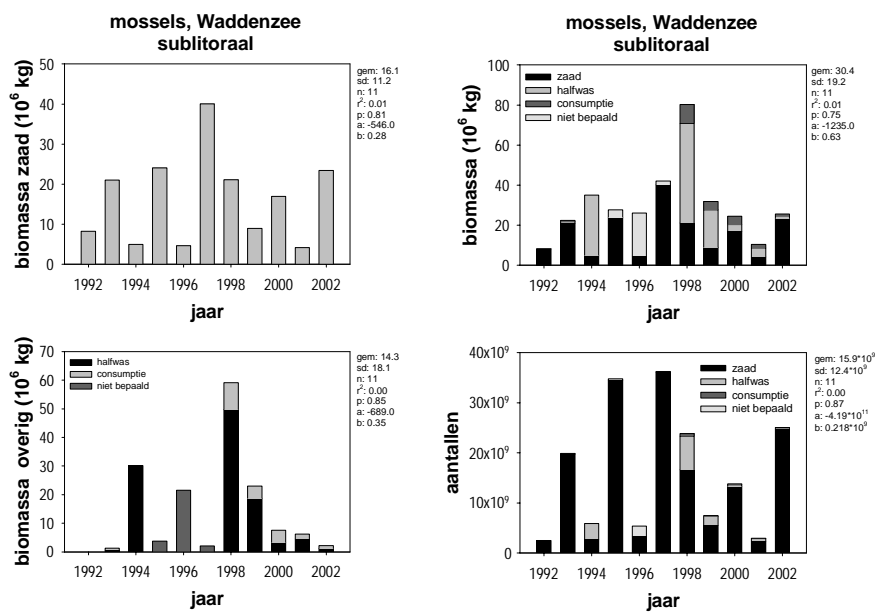 mossels, Waddenzee
sublitoraal
gem: 16.1
sd: 11.2
n: 11
r²: 0.01
p: 0.81
a: -546.0
b: 0.28
biomassa zaad (10⁶ kg)
50
40
30
20
10
0
1992 1994 1996 1998 2000 2002
jaar
mossels, Waddenzee
sublitoraal
zaad
halfwas
consumptie
niet bepaald
gem: 30.4
sd: 19.2
n: 11
r²: 0.01
p: 0.75
a: -1235.0
b: 0.63
biomassa (10⁶ kg)
100
80
60
40
20
0
1992 1994 1996 1998 2000 2002
jaar
halfwas
consumptie
niet bepaald
gem: 14.3
sd: 18.1
n: 11
r²: 0.00
p: 0.85
a: -689.0
b: 0.35
biomassa overig (10⁶ kg)
70
60
50
40
30
20
10
0
1992 1994 1996 1998 2000 2002
jaar
zaad
halfwas
consumptie
niet bepaald
gem: 15.9*10⁹
sd: 12.4*10⁹
n: 11
r²: 0.00
p: 0.87
a: -4.19*10¹¹
b: 0.218*10⁹
aantallen
40x10⁹
30x10⁹
20x10⁹
10x10⁹
0
1992 1994 1996 1998 2000 2002
jaar